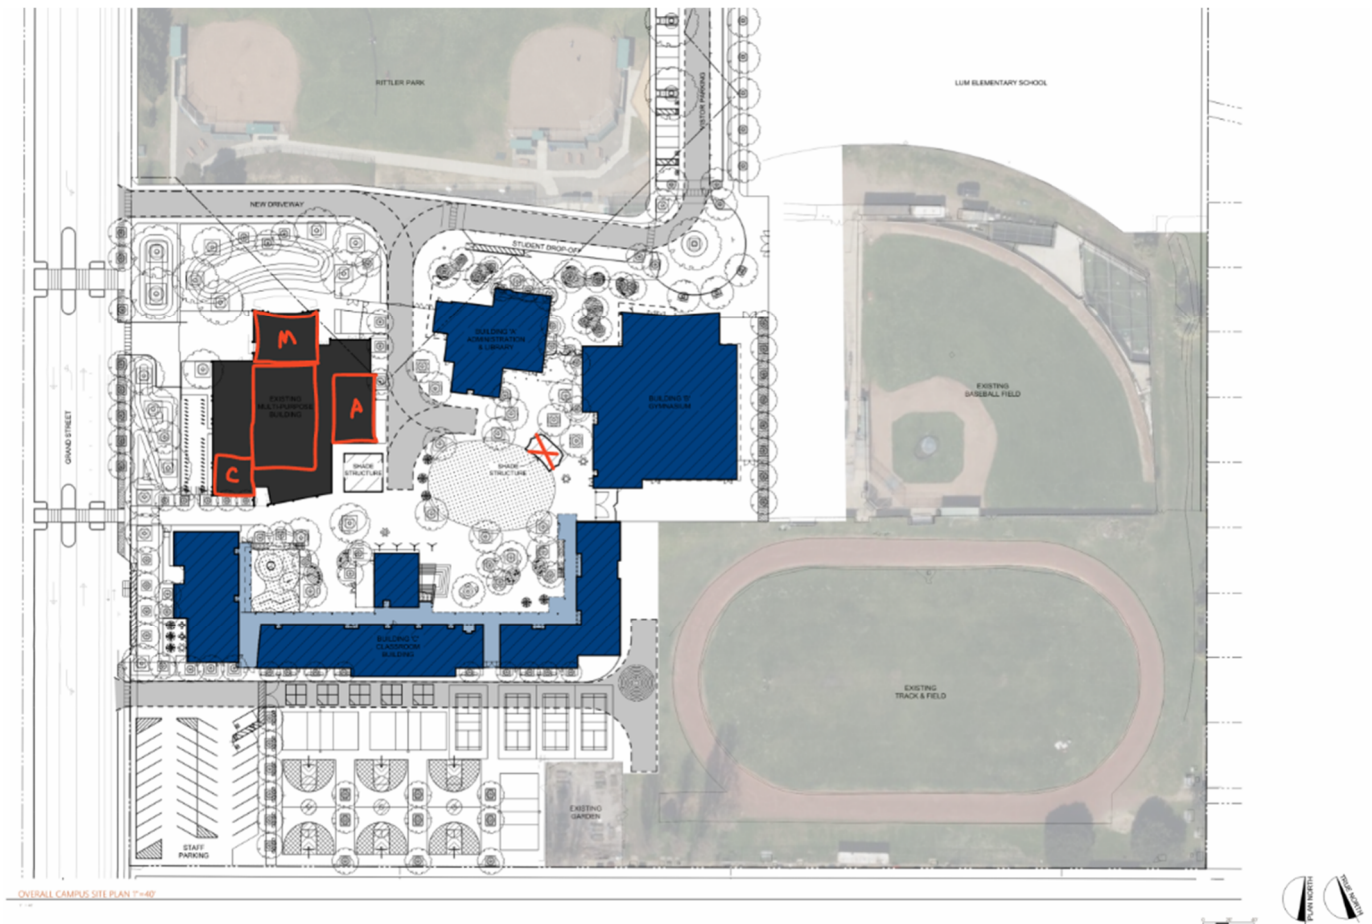 RITTLER PARK
LUM ELEMENTARY SCHOOL
VISITOR PARKING
NEW DRIVEWAY
STUDENT DROP-OFF
M
BUILDING 'A'
ADMINISTRATION
& LIBRARY
EXISTING
MULTI-PURPOSE
BUILDING
A
BUILDING 'B'
GYMNASIUM
EXISTING
BASEBALL FIELD
GRAND STREET
C
SHADE
STRUCTURE
SHADE
STRUCTURE
X
BUILDING 'C'
CLASSROOM
BUILDING
EXISTING
TRACK & FIELD
EXISTING
GARDEN
STAFF
PARKING
OVERALL CAMPUS SITE PLAN 1"=40'
PLAN NORTH
TRUE NORTH